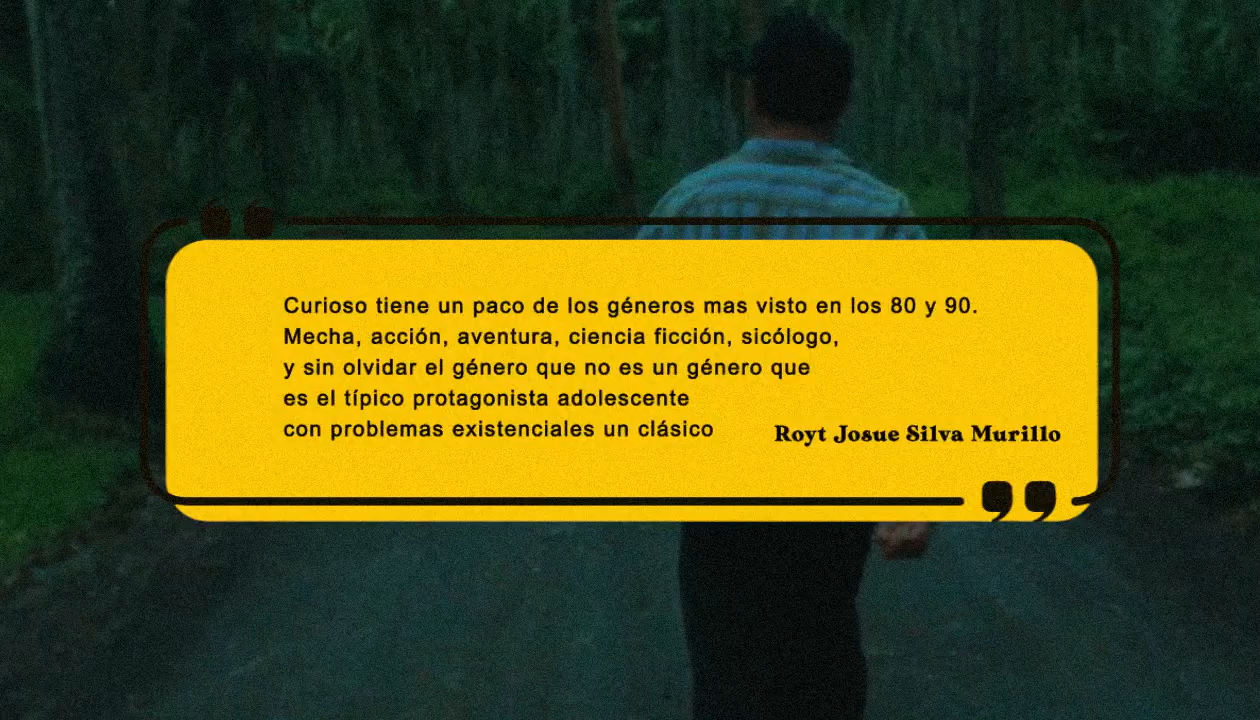 Curioso tiene un paco de los géneros mas visto en los 80 y 90.
Mecha, acción, aventura, ciencia ficción, sicólogo,
y sin olvidar el género que no es un género que
es el típico protagonista adolescente
con problemas existenciales un clásico
Royt Josue Silva Murillo